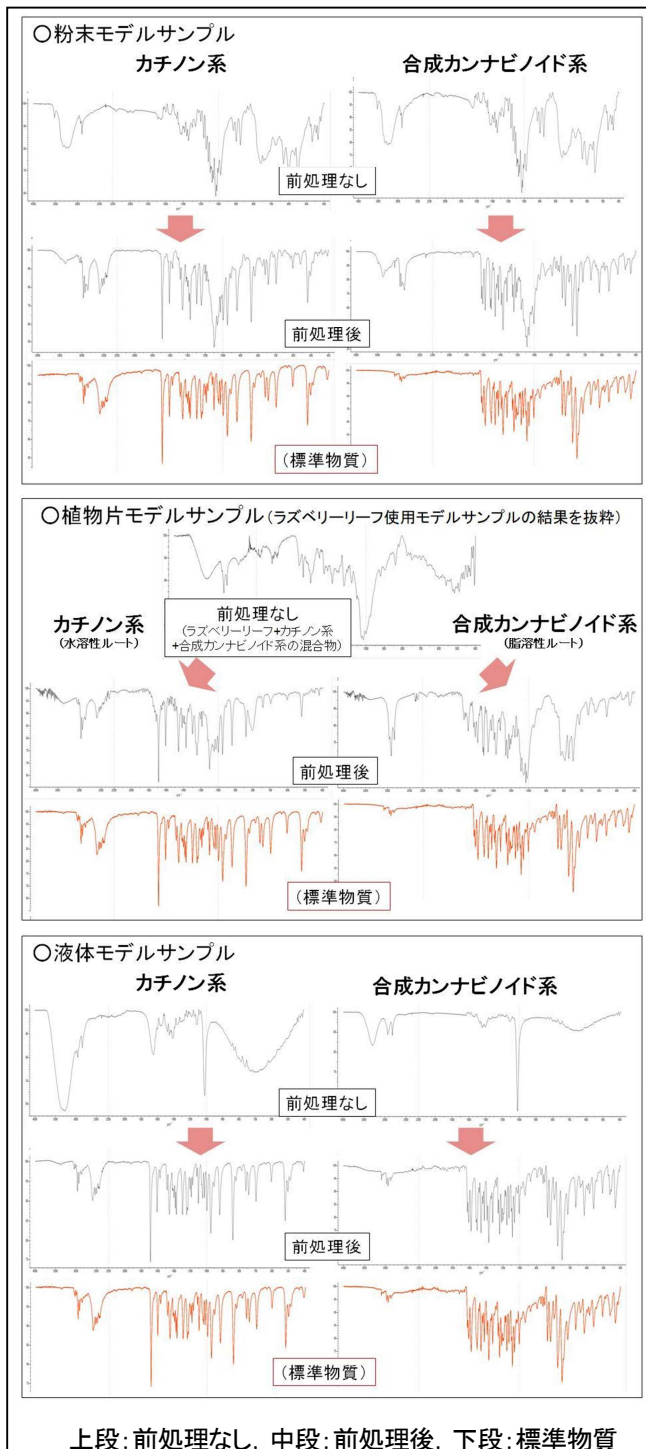 ○粉末モデルサンプル
カチノン系
合成カンナビノイド系
前処理なし
前処理後
(標準物質)
○植物片モデルサンプル(ラズベリーリーフ使用モデルサンプルの結果を抜粋)
カチノン系
(水溶性ルート)
前処理なし
(ラズベリーリーフ+カチノン系
+合成カンナビノイド系の混合物)
合成カンナビノイド系
(脂溶性ルート)
前処理後
(標準物質)
○液体モデルサンプル
カチノン系
合成カンナビノイド系
前処理なし
前処理後
(標準物質)
上段:前処理なし, 中段:前処理後, 下段:標準物質